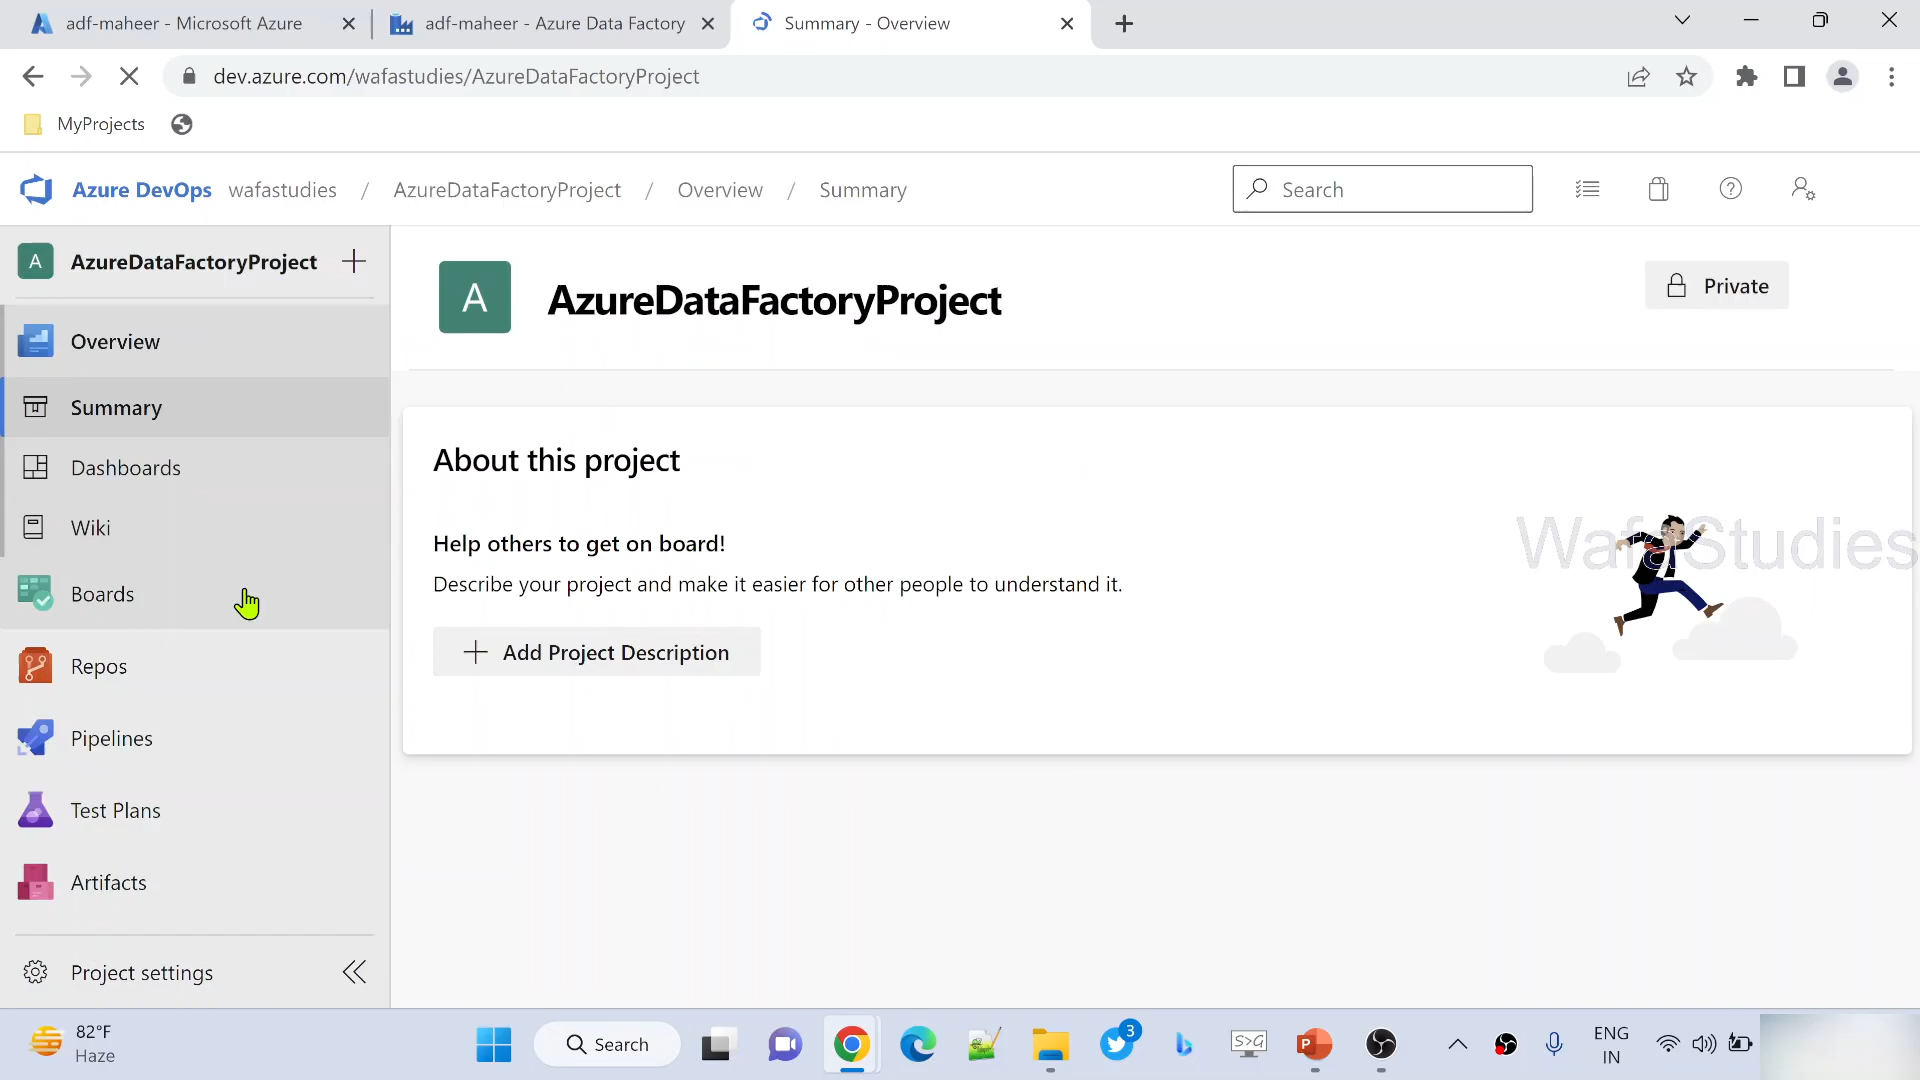 adf-maheer - Microsoft Azure
adf-maheer - Azure Data Factory
Summary - Overview
dev.azure.com/wafastudies/AzureDataFactoryProject
MyProjects
Azure DevOps wafastudies / AzureDataFactoryProject / Overview / Summary
Search
A AzureDataFactoryProject
A AzureDataFactoryProject
Private
Overview
Summary
Dashboards
Wiki
Boards
Repos
Pipelines
Test Plans
Artifacts
Project settings
About this project
Help others to get on board!
Describe your project and make it easier for other people to understand it.
Add Project Description
WafaStudies
82°F
Haze
Search
3
S>G
P
ENG
IN